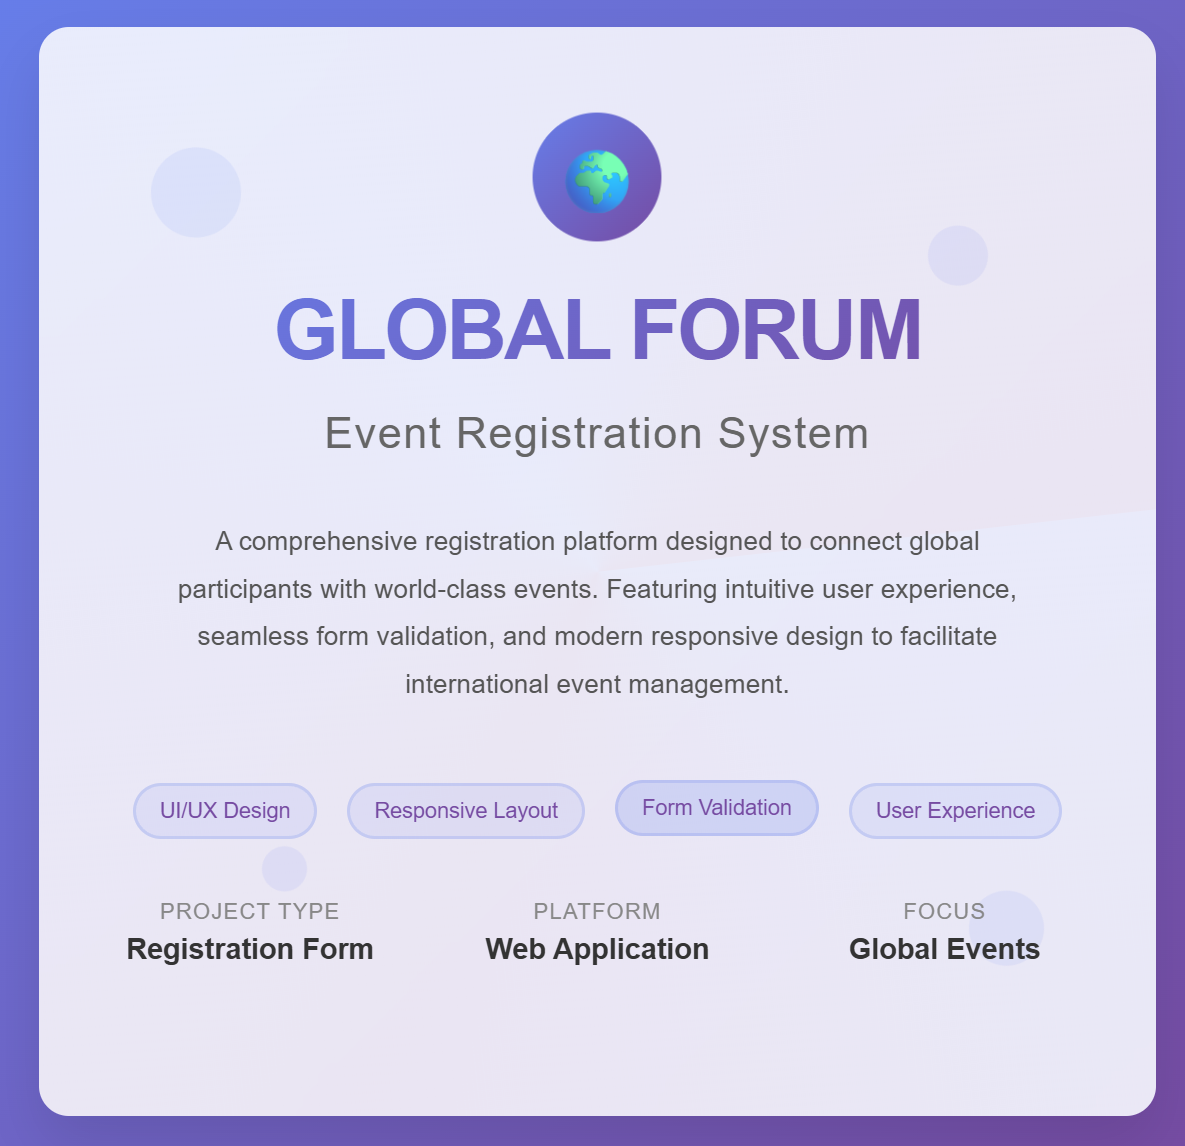 GLOBAL FORUM
Event Registration System
A comprehensive registration platform designed to connect global
participants with world-class events. Featuring intuitive user experience,
seamless form validation, and modern responsive design to facilitate
international event management.
UI/UX Design
Responsive Layout
Form Validation
User Experience
PROJECT TYPE
Registration Form
PLATFORM
Web Application
FOCUS
Global Events